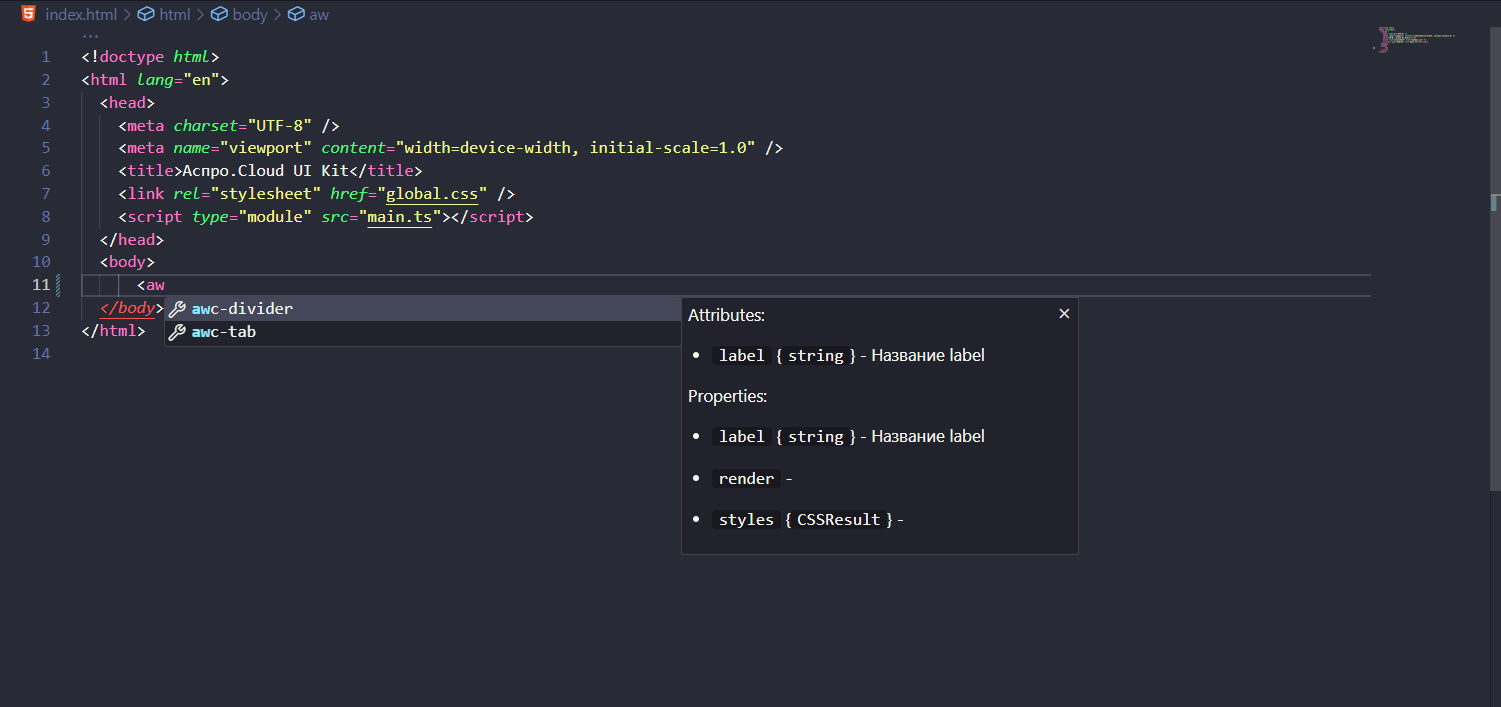 index.html > html > body > aw
...
1 <!doctype html>
2 <html lang="en">
3 <head>
4 <meta charset="UTF-8" />
5 <meta name="viewport" content="width=device-width, initial-scale=1.0" />
6 <title>Аспро.Cloud UI Kit</title>
7 <link rel="stylesheet" href="global.css" />
8 <script type="module" src="main.ts"></script>
9 </head>
10 <body>
11 <aw
12 </body>
13 </html>
14
awc-divider
awc-tab
Attributes:
• label { string } - Название label
Properties:
• label { string } - Название label
• render -
• styles { CSSResult } -